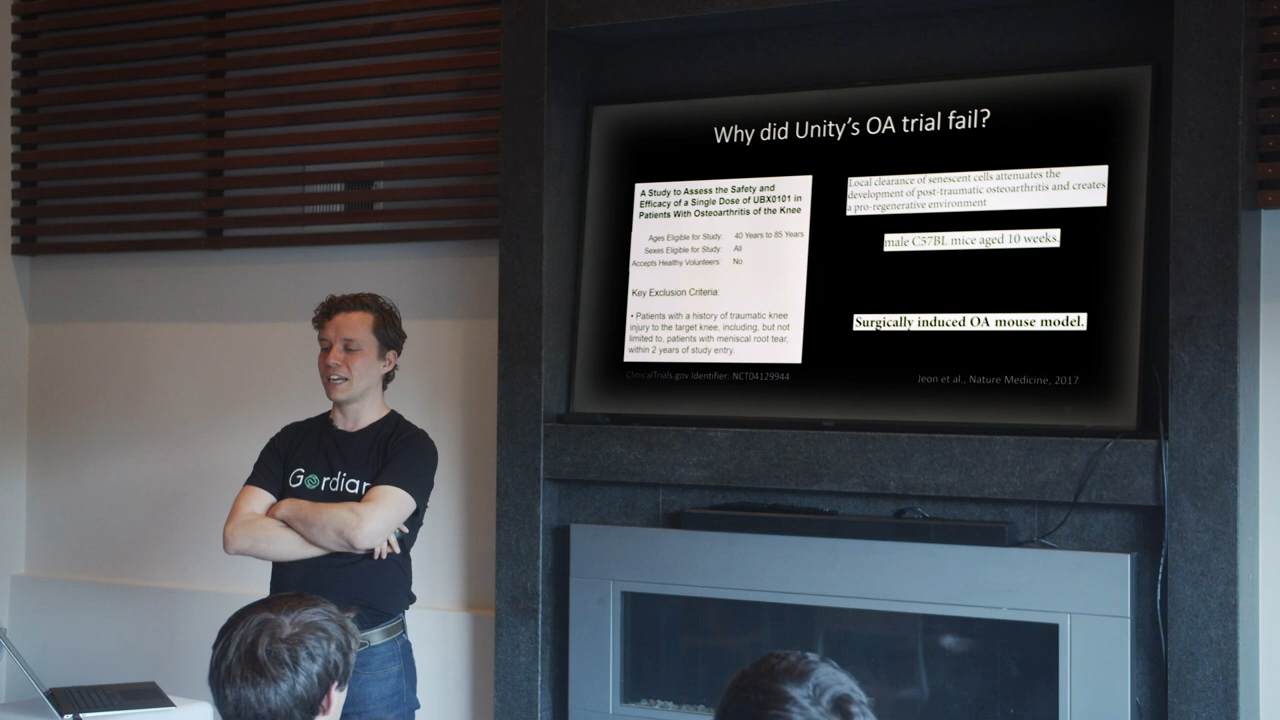 Why did Unity's OA trial fail?
A Study to Assess the Safety and
Efficacy of a Single Dose of UBX0101 in
Patients With Osteoarthritis of the Knee
Ages Eligible for Study: 40 Years to 85 Years
Sexes Eligible for Study: All
Accepts Healthy Volunteers: No
Key Exclusion Criteria:
• Patients with a history of traumatic knee
injury to the target knee, including, but not
limited to, patients with meniscal root tear,
within 2 years of study entry.
ClinicalTrials.gov Identifier: NCT04129944
Local clearance of senescent cells attenuates the
development of post-traumatic osteoarthritis and creates
a pro-regenerative environment
male C57BL mice aged 10 weeks.
Surgically induced OA mouse model.
Jeon et al., Nature Medicine, 2017
Gordian